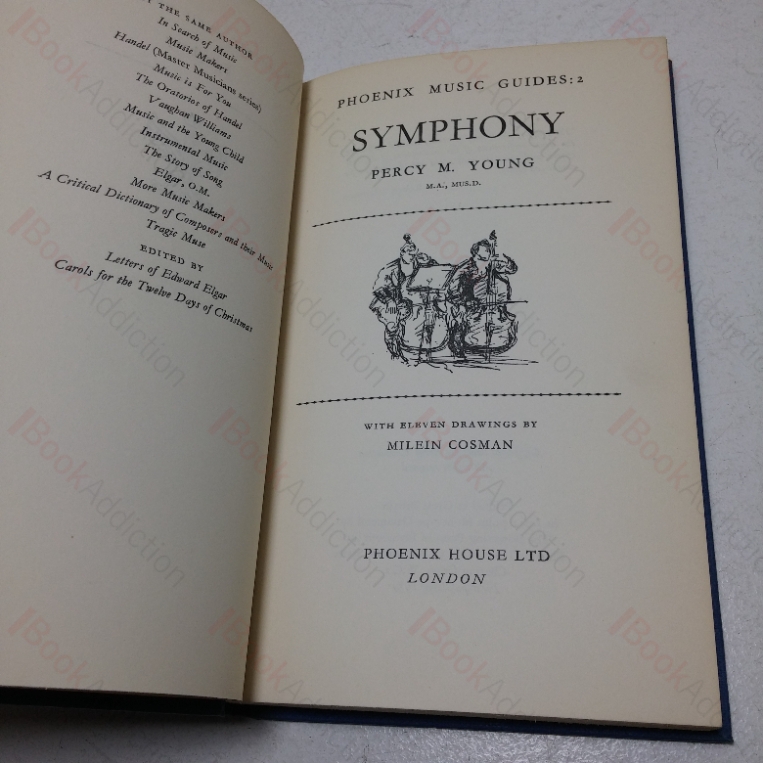 THE SAME AUTHOR
In Search of Music
Music Makers
Handel (Master Musicians series)
Music is For You
The Oratorios of Handel
Vaughan Williams
Music and the Young Child
Instrumental Music
The Story of Song
Elgar, O.M.
More Music Makers
A Critical Dictionary of Composers and their Music
Tragic Muse
EDITED BY
Letters of Edward Elgar
Carols for the Twelve Days of Christmas
PHOENIX MUSIC GUIDES: 2
SYMPHONY
PERCY M. YOUNG
M.A., MUS.D.
WITH ELEVEN DRAWINGS BY
MILEIN COSMAN
PHOENIX HOUSE LTD
LONDON
BookAddiction